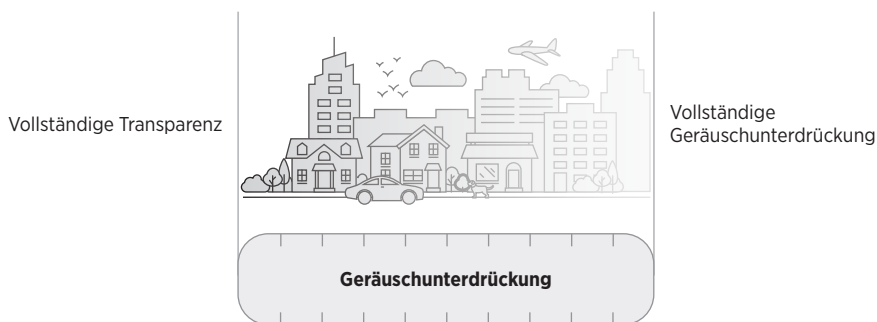 Vollständige Transparenz
Vollständige
Geräuschunterdrückung
Geräuschunterdrückung